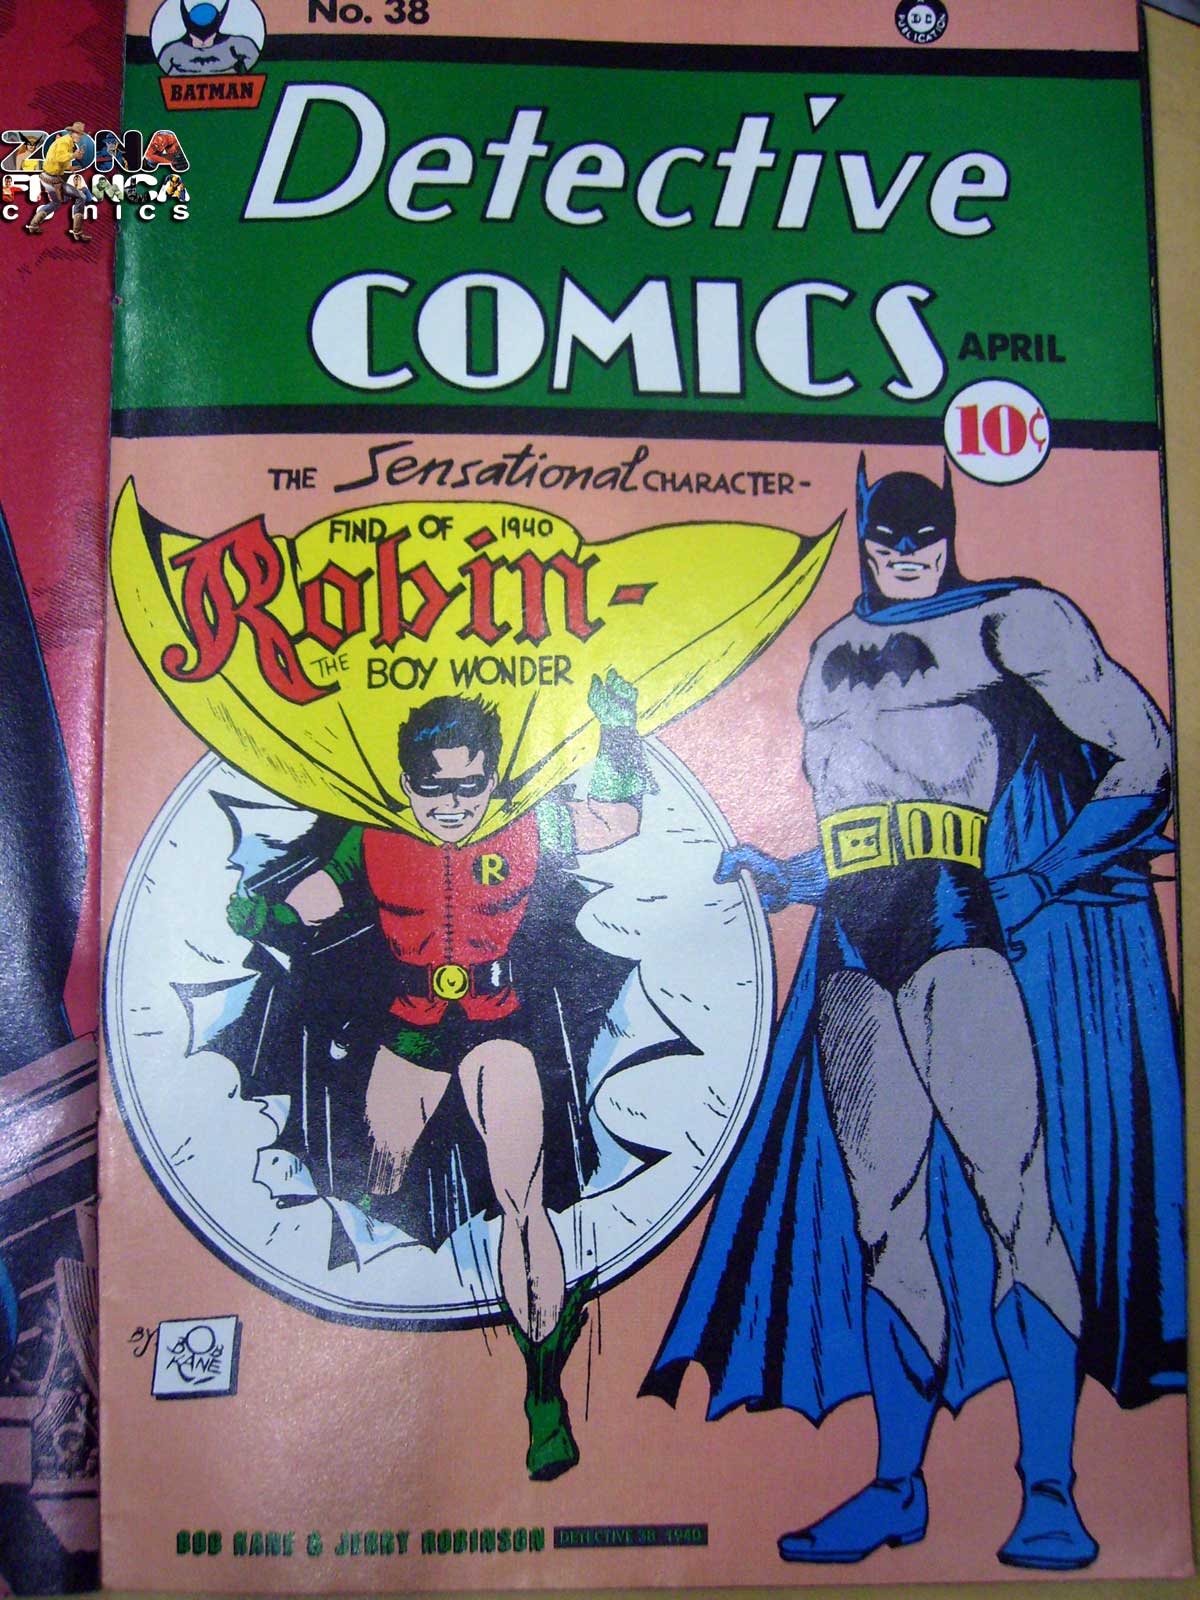 No. 38
DC
PUBLICATION
BATMAN
ZONA
FRANCA
comics
Detective
COMICS
APRIL
10¢
THE Sensational CHARACTER-
FIND OF 1940
Robin-
THE BOY WONDER
R
BY BOB
KANE
BOB KANE & JERRY ROBINSON DETECTIVE 38 1940